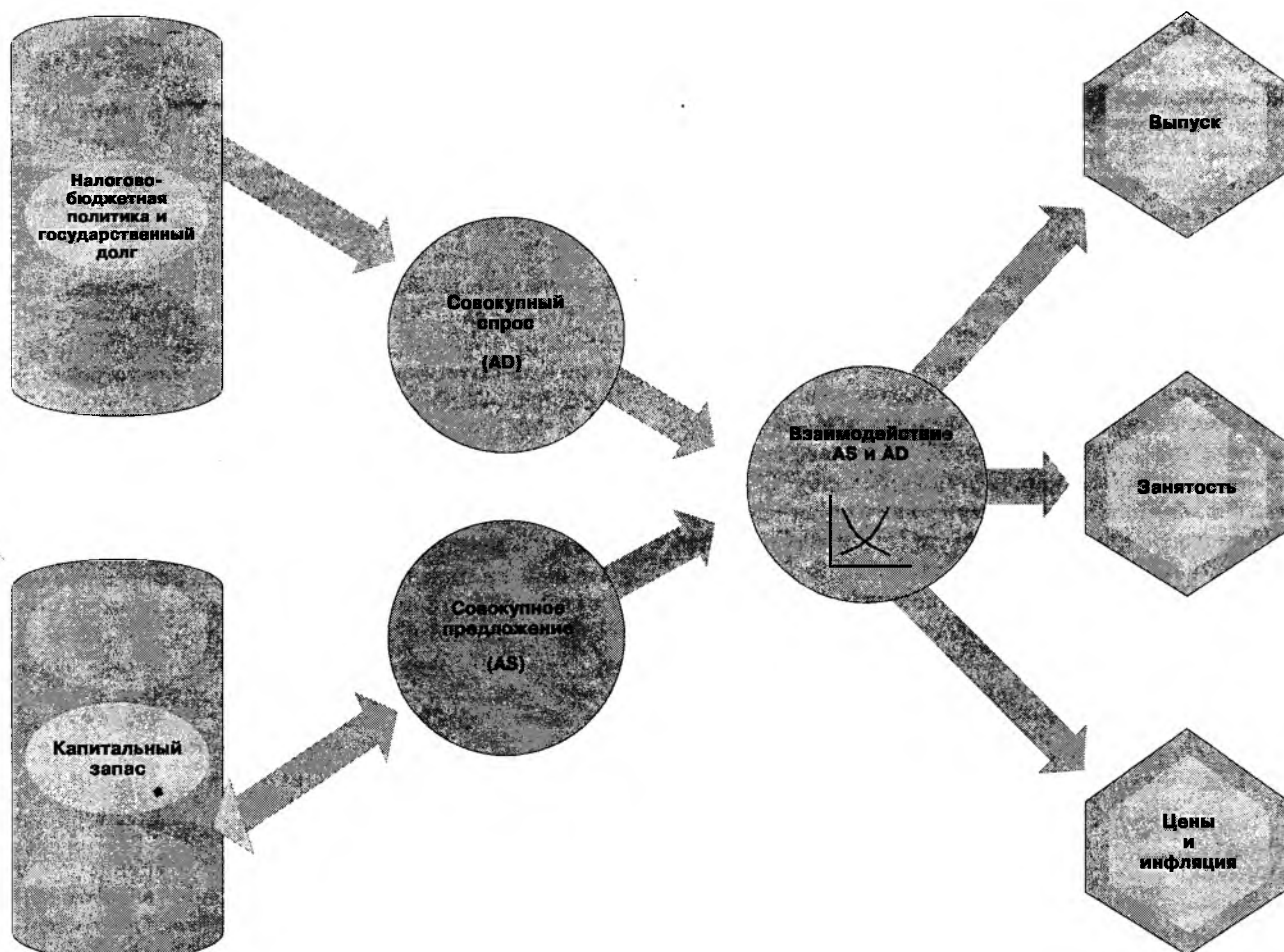 Налогово-
бюджетная
политика и
государственный
долг
Совокупный
спрос
(AD)
Взаимодействие
AS и AD
Совокупное
предложение
(AS)
Капитальный
запас
Выпуск
Занятость
Цены
и
инфляция